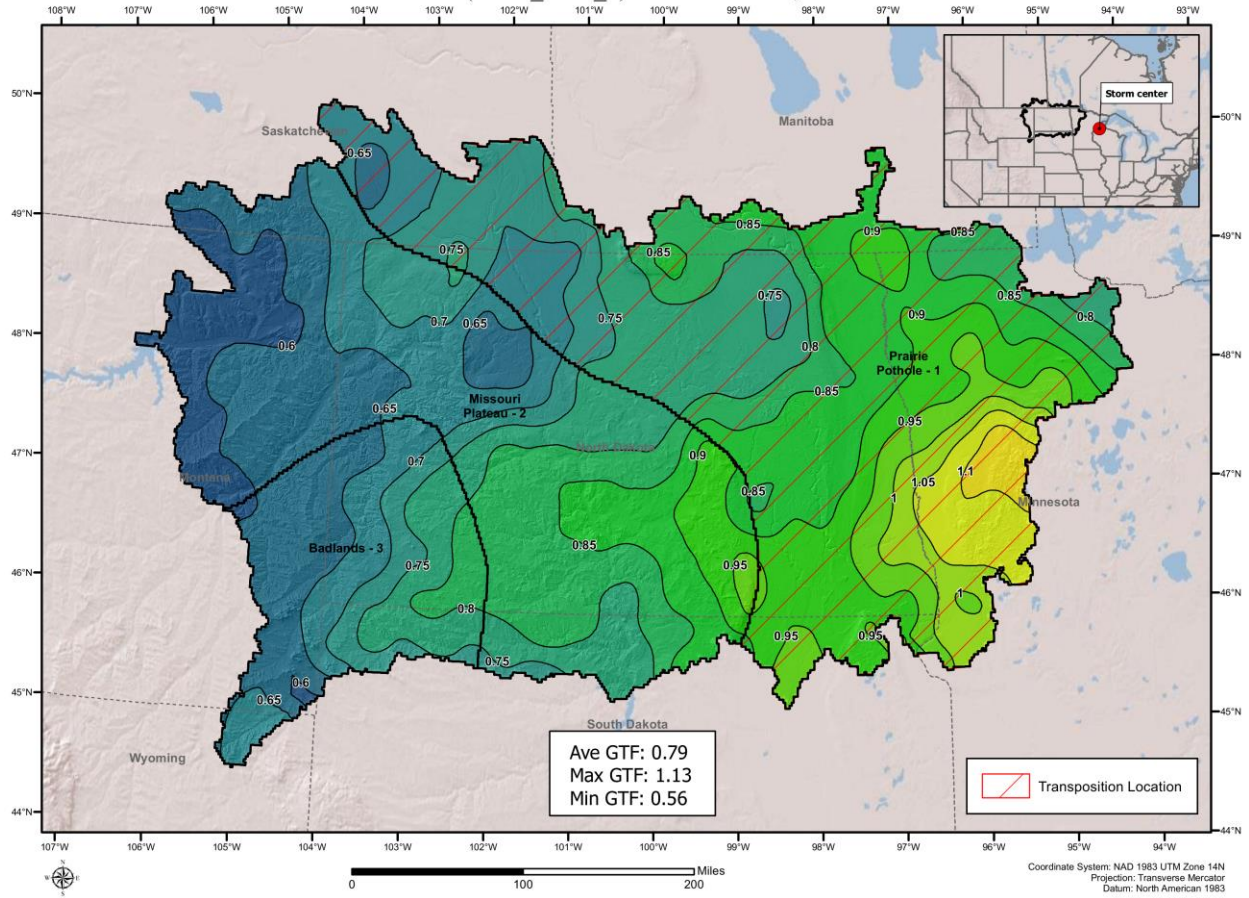 108°W 107°W 106°W 105°W 104°W 103°W 102°W 101°W 100°W 99°W 98°W 97°W 96°W 95°W 94°W 93°W
Storm center
50°N
50°N
Manitoba
Saskatchewan
0.65
49°N
49°N
0.85
0.9
0.85
0.75
0.85
0.85
0.75
0.8
0.65
0.75
0.9
0.7
48°N
48°N
0.6
0.8
Prairie
Pothole - 1
0.85
Missouri
Plateau - 2
0.65
0.95
North Dakota
0.9
0.7
47°N
47°N
1.1
Montana
1.05
0.85
1
Minnesota
0.85
Badlands - 3
46°N
46°N
0.75
0.95
1
0.8
0.95
0.95
0.75
0.6
0.65
45°N
45°N
South Dakota
Wyoming
Ave GTF: 0.79
Max GTF: 1.13
Min GTF: 0.56
Transposition Location
44°N
44°N
107°W 106°W 105°W 104°W 103°W 102°W 101°W 100°W 99°W 98°W 97°W 96°W 95°W 94°W
N
W E
S
Miles
0 100 200
Coordinate System: NAD 1983 UTM Zone 14N
Projection: Transverse Mercator
Datum: North American 1983